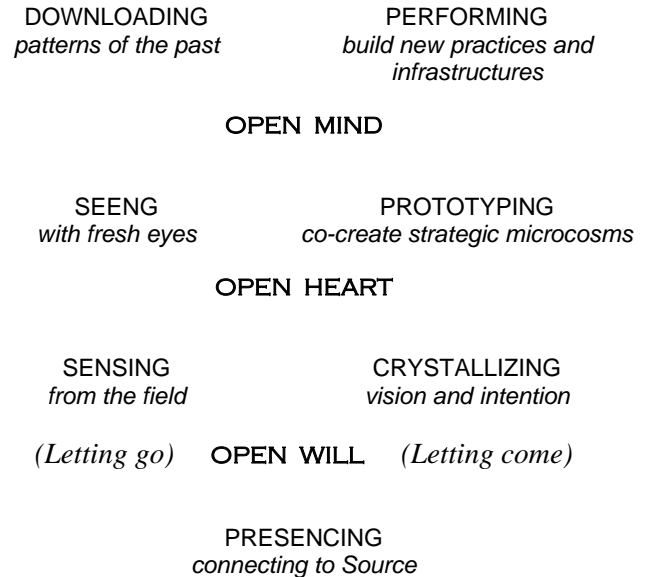 DOWNLOADING PERFORMING
patterns of the past build new practices and
infrastructures
OPEN MIND
SEENG PROTOTYPING
with fresh eyes co-create strategic microcosms
OPEN HEART
SENSING CRYSTALLIZING
from the field vision and intention
(Letting go) OPEN WILL (Letting come)
PRESENCING
connecting to Source